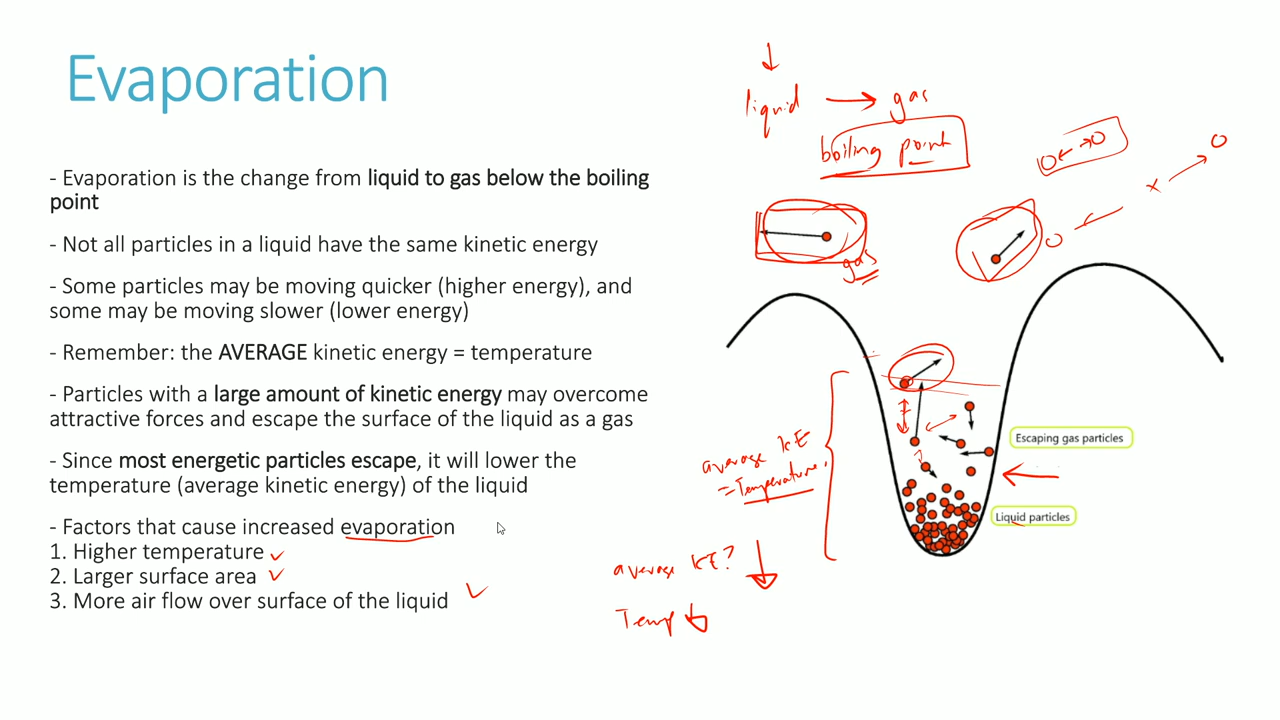 Evaporation
- Evaporation is the change from liquid to gas below the boiling
point
- Not all particles in a liquid have the same kinetic energy
- Some particles may be moving quicker (higher energy), and
some may be moving slower (lower energy)
- Remember: the AVERAGE kinetic energy = temperature
- Particles with a large amount of kinetic energy may overcome
attractive forces and escape the surface of the liquid as a gas
- Since most energetic particles escape, it will lower the
temperature (average kinetic energy) of the liquid
- Factors that cause increased evaporation
1. Higher temperature
2. Larger surface area
3. More air flow over surface of the liquid
liquid → gas
boiling point
gas
average KE
= Temperature
Escaping gas particles
Liquid particles
average KE?
Temp